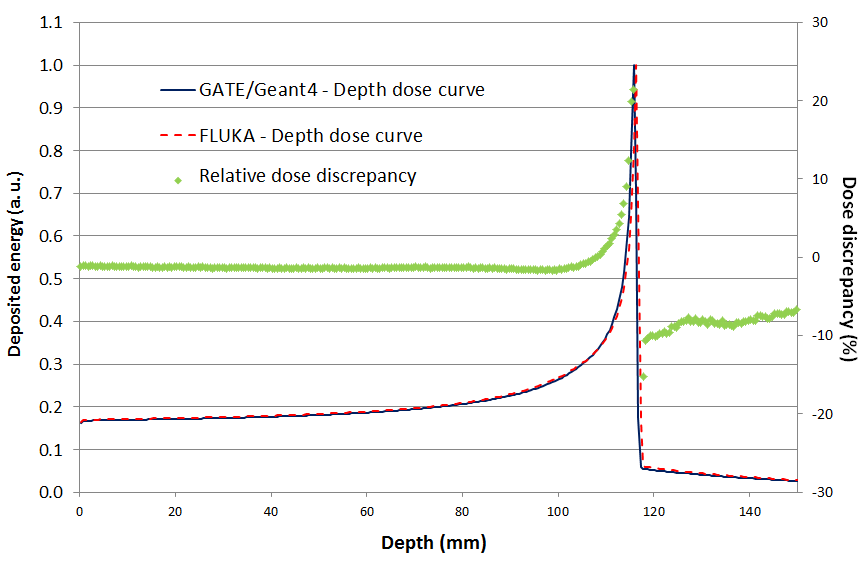 1.1
1.0
0.9
0.8
0.7
0.6
0.5
0.4
0.3
0.2
0.1
0.0
Deposited energy (a. u.)
GATE/Geant4 - Depth dose curve
FLUKA - Depth dose curve
Relative dose discrepancy
30
20
10
0
-10
-20
-30
Dose discrepancy (%)
0 20 40 60 80 100 120 140
Depth (mm)